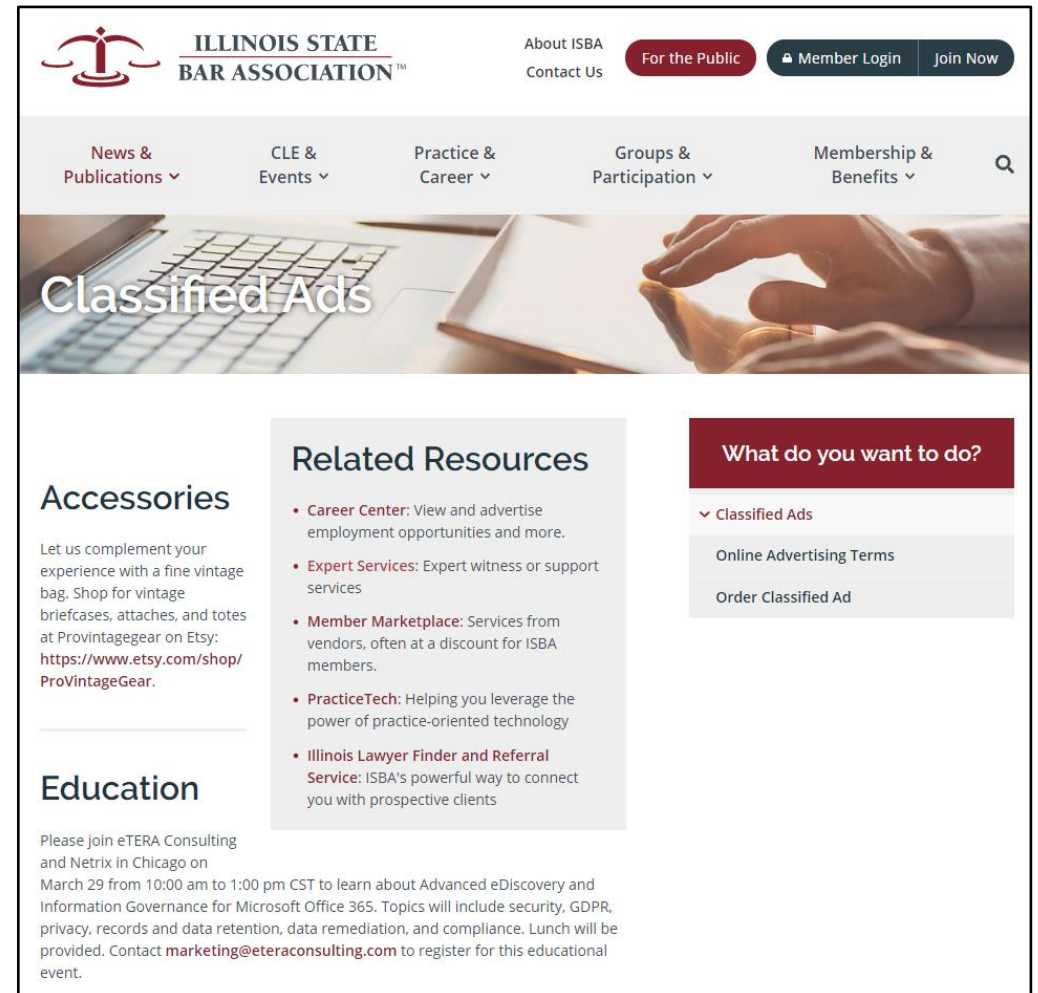 ILLINOIS STATE
BAR ASSOCIATION™
About ISBA
Contact Us
For the Public
Member Login
Join Now
News &
Publications
CLE &
Events
Practice &
Career
Groups &
Participation
Membership &
Benefits
Classified Ads
Accessories
Let us complement your
experience with a fine vintage
bag. Shop for vintage
briefcases, attaches, and totes
at Provintagegear on Etsy:
https://www.etsy.com/shop/
ProVintageGear.
Related Resources
• Career Center: View and advertise
employment opportunities and more.
• Expert Services: Expert witness or support
services
• Member Marketplace: Services from
vendors, often at a discount for ISBA
members.
• PracticeTech: Helping you leverage the
power of practice-oriented technology
• Illinois Lawyer Finder and Referral
Service: ISBA's powerful way to connect
you with prospective clients
What do you want to do?
Classified Ads
Online Advertising Terms
Order Classified Ad
Education
Please join eTERA Consulting
and Netrix in Chicago on
March 29 from 10:00 am to 1:00 pm CST to learn about Advanced eDiscovery and
Information Governance for Microsoft Office 365. Topics will include security, GDPR,
privacy, records and data retention, data remediation, and compliance. Lunch will be
provided. Contact marketing@eteraconsulting.com to register for this educational
event.